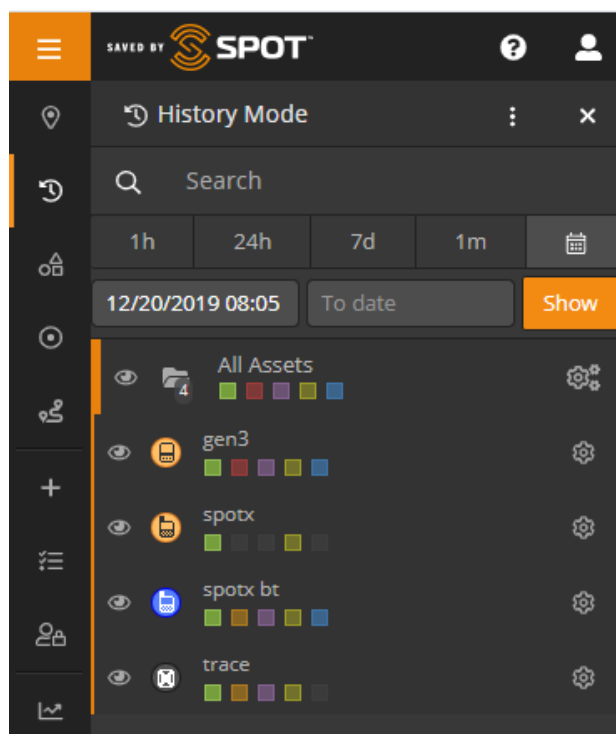 SAVED BY SPOT™
History Mode
Search
1h 24h 7d 1m
12/20/2019 08:05 To date Show
All Assets
4
gen3
spotx
spotx bt
trace